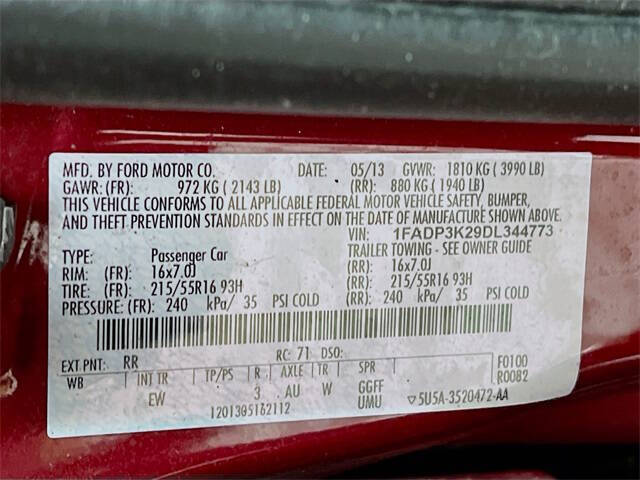 MFD. BY FORD MOTOR CO. DATE: 05/13 GVWR: 1810 KG ( 3990 LB)
GAWR: (FR): 972 KG ( 2143 LB) (RR): 880 KG ( 1940 LB)
THIS VEHICLE CONFORMS TO ALL APPLICABLE FEDERAL MOTOR VEHICLE SAFETY, BUMPER,
AND THEFT PREVENTION STANDARDS IN EFFECT ON THE DATE OF MANUFACTURE SHOWN ABOVE.
VIN: 1FADP3K29DL344773
TYPE: Passenger Car TRAILER TOWING - SEE OWNER GUIDE
RIM: (FR): 16x7.0J (RR): 16x7.0J
TIRE: (FR): 215/55R16 93H (RR): 215/55R16 93H
PRESSURE: (FR): 240 kPa/ 35 PSI COLD (RR): 240 kPa/ 35 PSI COLD
EXT PNT: RR RC: 71 DSO: F0100
WB INT TR TP/PS R AXLE TR SPR R0082
EW 3 AU W GGFF
UMU
1201305162112 ▽5U5A-3520472-AA